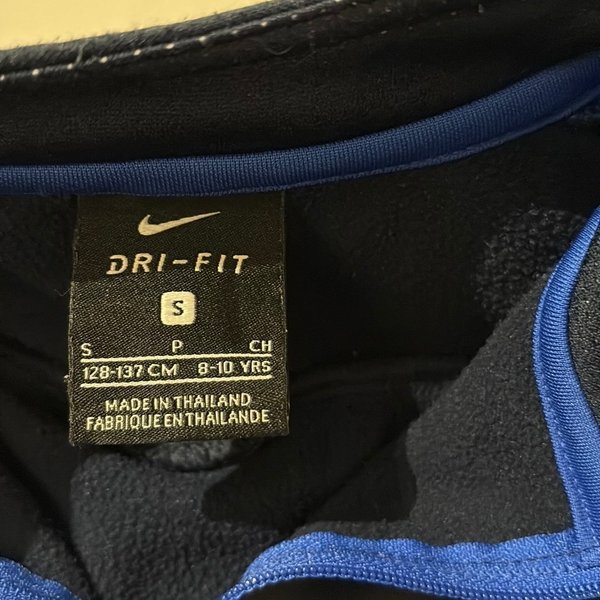 DRI-FIT
S
S P CH
128-137 CM 8-10 YRS
MADE IN THAILAND
FABRIQUE EN THAILANDE